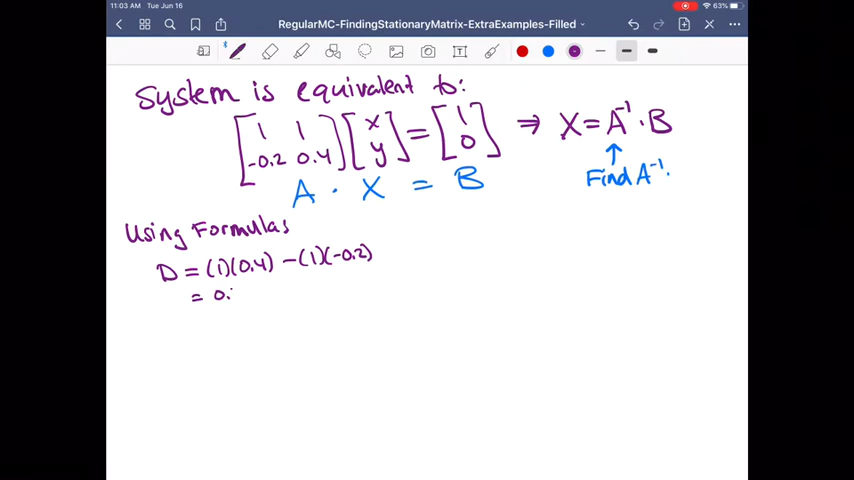 11:03 AM Tue Jun 16
63%
RegularMC-FindingStationaryMatrix-ExtraExamples-Filled
System is equivalent to:
[1 1
-0.2 0.4] [x
y] = [1
0] ⇒ X = A⁻¹ · B
A · X = B
Find A⁻¹.
Using Formulas
D = (1)(0.4) - (1)(-0.2)
= 0.